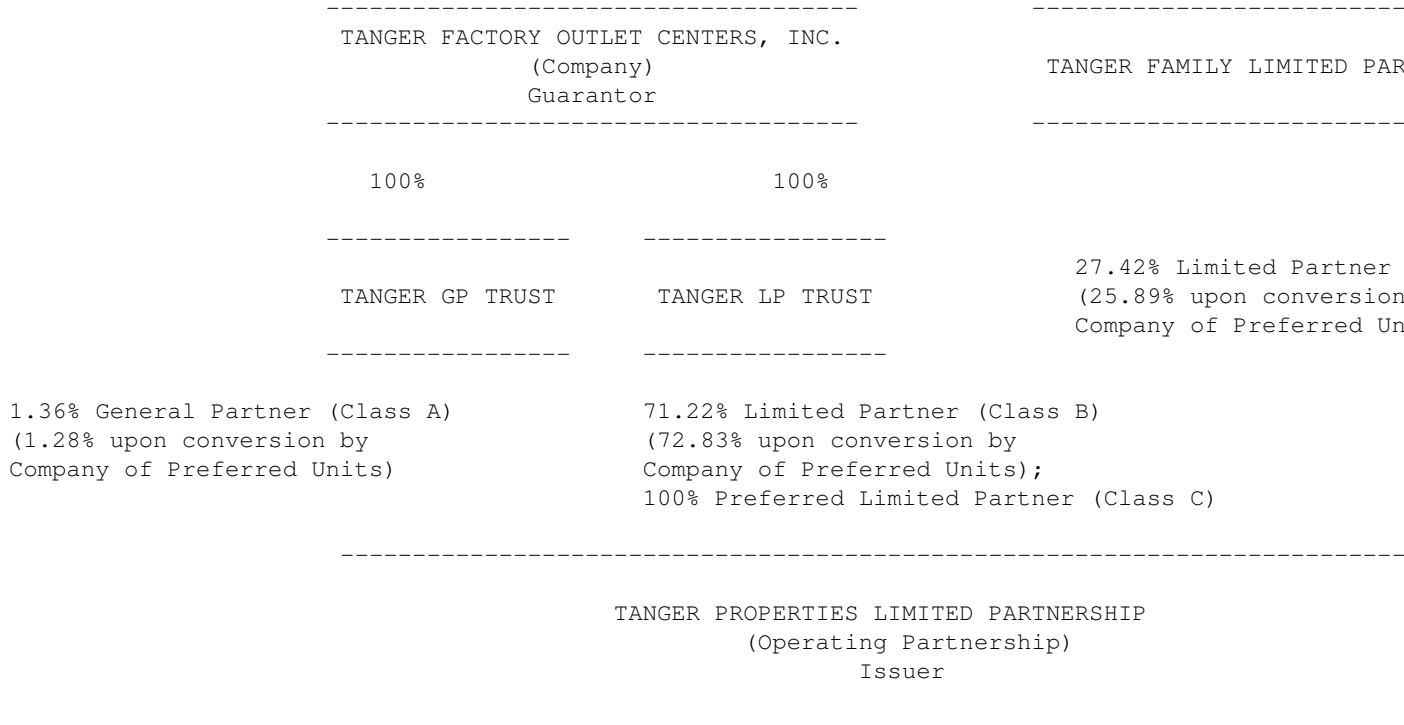 TANGER FACTORY OUTLET CENTERS, INC.
(Company)
Guarantor
TANGER FAMILY LIMITED
100% 100%
TANGER GP TRUST TANGER LP TRUST
27.42% Limited Partner
(25.89% upon conversion
Company of Preferred
1.36% General Partner (Class A)
(1.28% upon conversion by
Company of Preferred Units)
71.22% Limited Partner (Class B)
(72.83% upon conversion by
Company of Preferred Units);
100% Preferred Limited Partner (Class C)
TANGER PROPERTIES LIMITED PARTNERSHIP
(Operating Partnership)
Issuer